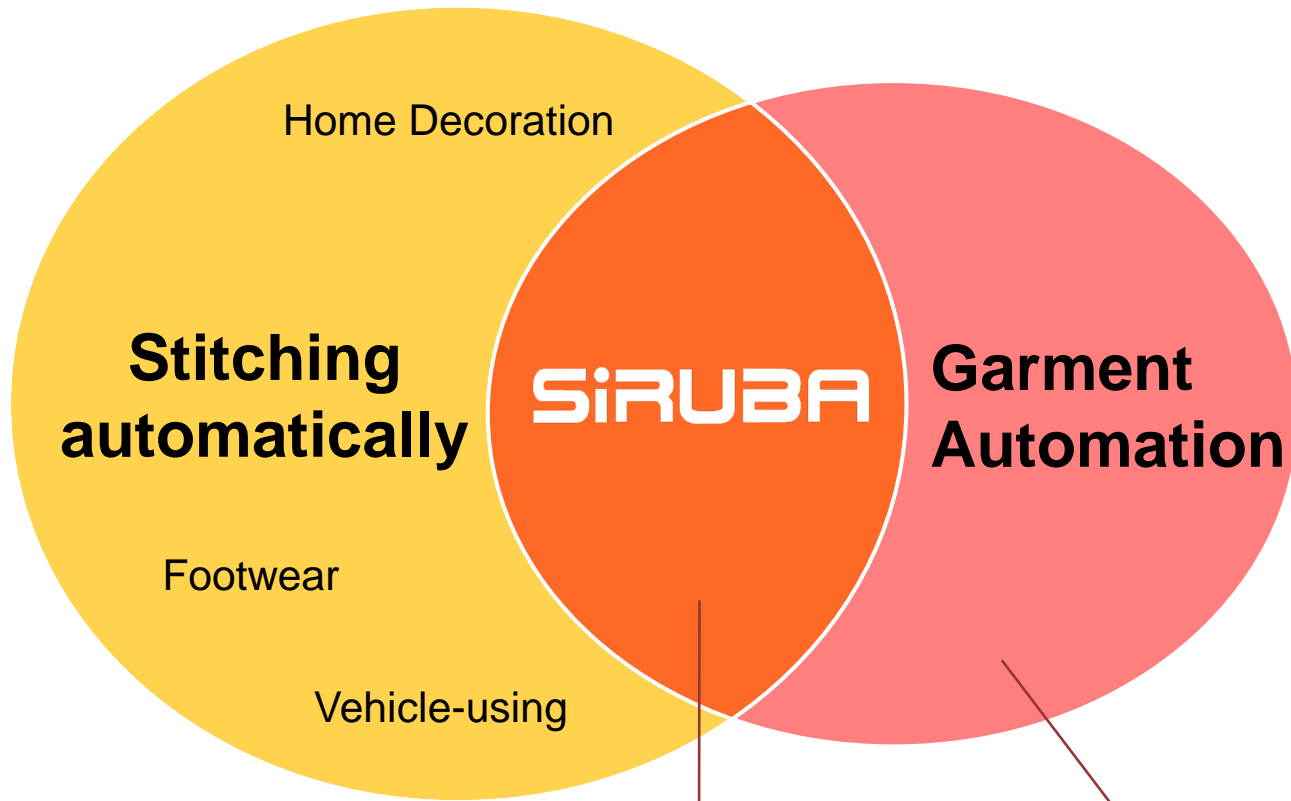 Home Decoration
Stitching
automatically
SiRUBA
Garment
Automation
Footwear
Vehicle-using